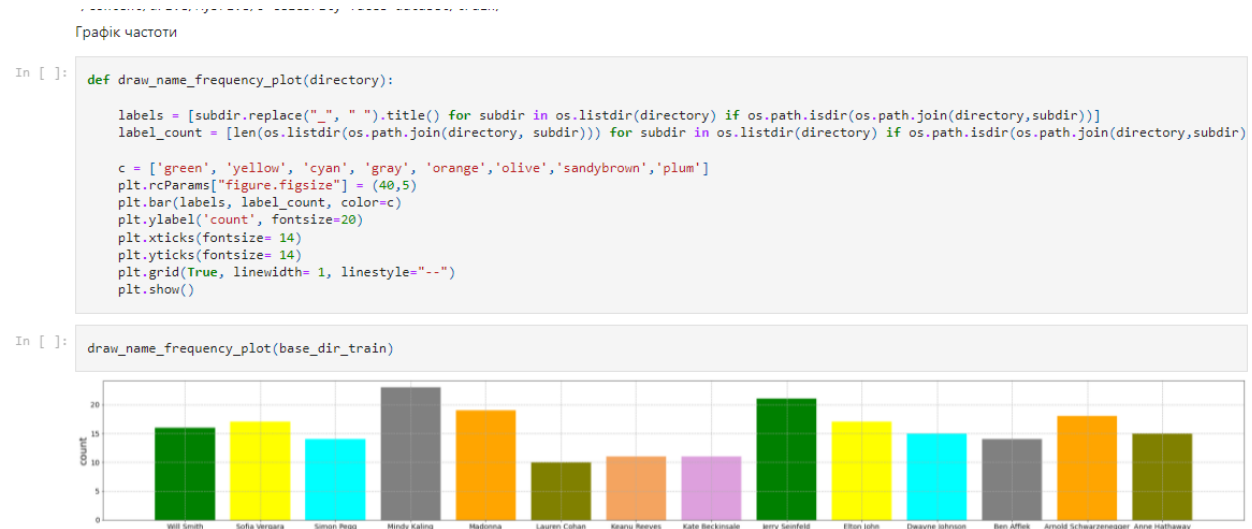 Графік частоти
In [ ]:
def draw_name_frequency_plot(directory):
labels = [subdir.replace("_", " ").title() for subdir in os.listdir(directory) if os.path.isdir(os.path.join(directory,subdir))]
label_count = [len(os.listdir(os.path.join(directory, subdir))) for subdir in os.listdir(directory) if os.path.isdir(os.path.join(directory,subdir)
c = ['green', 'yellow', 'cyan', 'gray', 'orange','olive','sandybrown','plum']
plt.rcParams["figure.figsize"] = (40,5)
plt.bar(labels, label_count, color=c)
plt.ylabel('count', fontsize=20)
plt.xticks(fontsize= 14)
plt.yticks(fontsize= 14)
plt.grid(True, linewidth= 1, linestyle="--")
plt.show()
In [ ]:
draw_name_frequency_plot(base_dir_train)
20
15
10
5
0
count
Will Smith Sofia Vergara Simon Pegg Mindy Kaling Madonna Lauren Cohan Keanu Reeves Kate Beckinsale Jerry Seinfeld Elton John Dwayne Johnson Ben Afflek Arnold Schwarzenegger Anne Hathaway